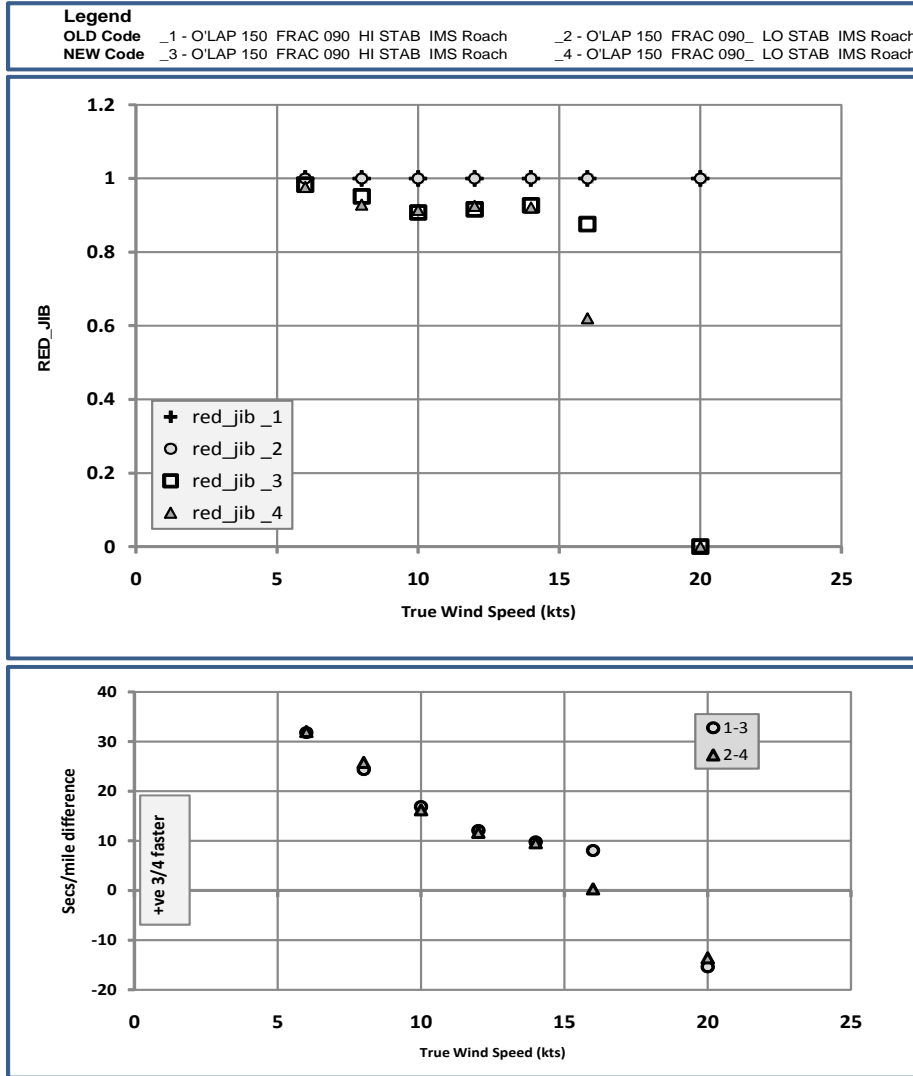 Legend
OLD Code _1 - O'LAP 150 FRAC 090 HI STAB IMS Roach _2 - O'LAP 150 FRAC 090_ LO STAB IMS Roach
NEW Code _3 - O'LAP 150 FRAC 090 HI STAB IMS Roach _4 - O'LAP 150 FRAC 090_ LO STAB IMS Roach
RED_JIB
1.2
1
0.8
0.6
0.4
0.2
0
red_jib _1
red_jib _2
red_jib _3
red_jib _4
0 5 10 15 20 25
True Wind Speed (kts)
Secs/mile difference
40
30
20
10
0
-10
-20
+ve 3/4 faster
1-3
2-4
0 5 10 15 20 25
True Wind Speed (kts)